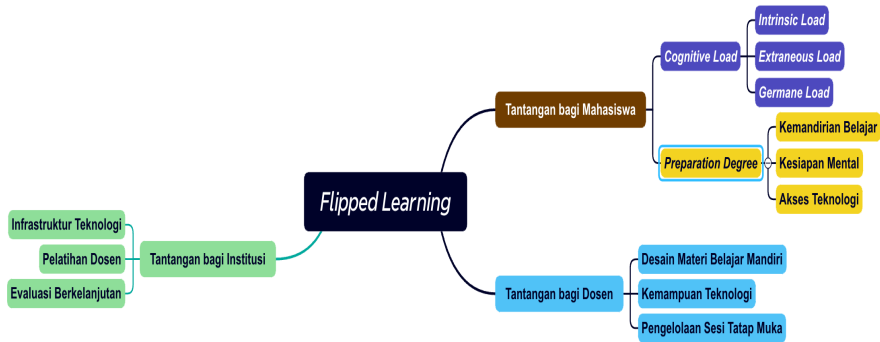 Flipped Learning
Tantangan bagi Mahasiswa
Cognitive Load
Intrinsic Load
Extraneous Load
Germane Load
Preparation Degree
Kemandirian Belajar
Kesiapan Mental
Akses Teknologi
Tantangan bagi Dosen
Desain Materi Belajar Mandiri
Kemampuan Teknologi
Pengelolaan Sesi Tatap Muka
Tantangan bagi Institusi
Infrastruktur Teknologi
Pelatihan Dosen
Evaluasi Berkelanjutan